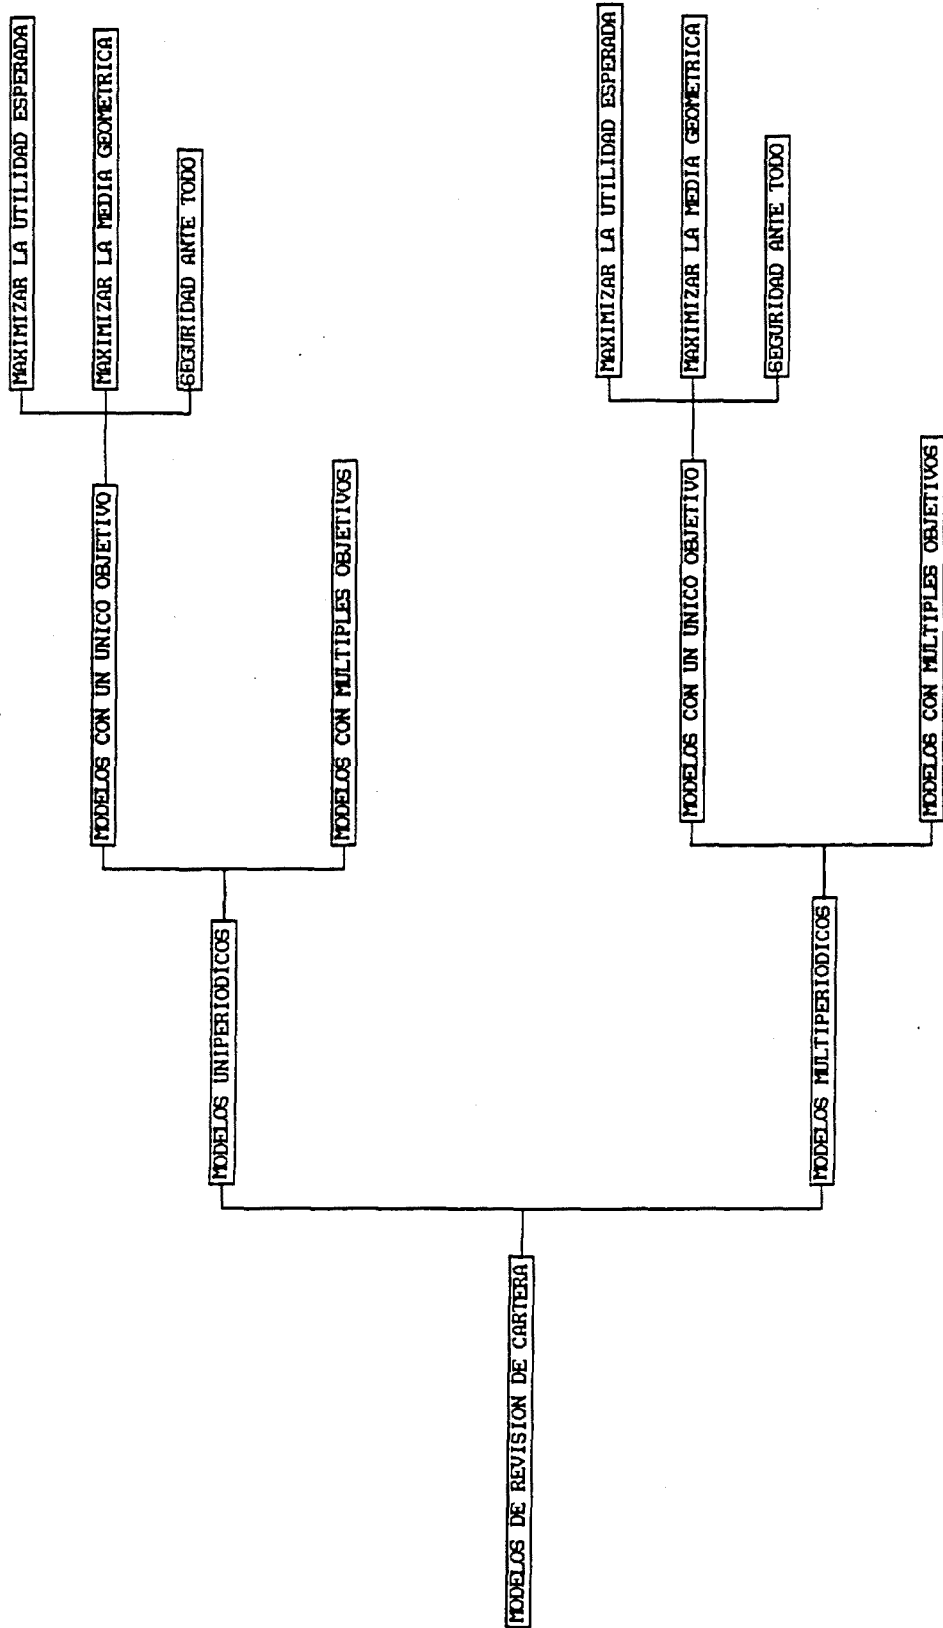 MODELOS DE REVISION DE CARTERA
MODELOS UNIPERIODICOS
MODELOS CON UN UNICO OBJETIVO
MAXIMIZAR LA UTILIDAD ESPERADA
MAXIMIZAR LA MEDIA GEOMETRICA
SEGURIDAD ANTE TODO
MODELOS CON MULTIPLES OBJETIVOS
MODELOS MULTIPERIODICOS
MODELOS CON UN UNICO OBJETIVO
MAXIMIZAR LA UTILIDAD ESPERADA
MAXIMIZAR LA MEDIA GEOMETRICA
SEGURIDAD ANTE TODO
MODELOS CON MULTIPLES OBJETIVOS